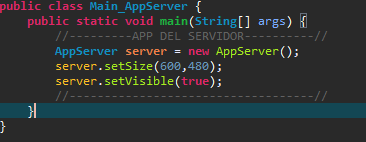 public class Main_AppServer {
    public static void main(String[] args) {
        //---------APP DEL SERVIDOR----------//
        AppServer server = new AppServer();
        server.setSize(600,480);
        server.setVisible(true);
        //-----------------------------------//
    }
}